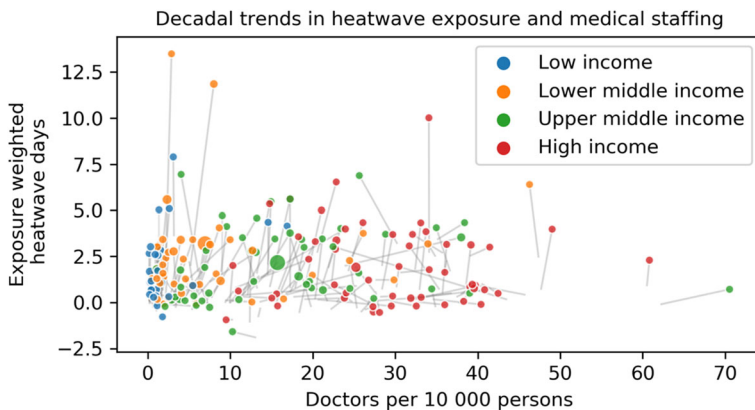 Decadal trends in heatwave exposure and medical staffing
Exposure weighted
heatwave days
12.5
10.0
7.5
5.0
2.5
0.0
−2.5
Low income
Lower middle income
Upper middle income
High income
0 10 20 30 40 50 60 70
Doctors per 10 000 persons